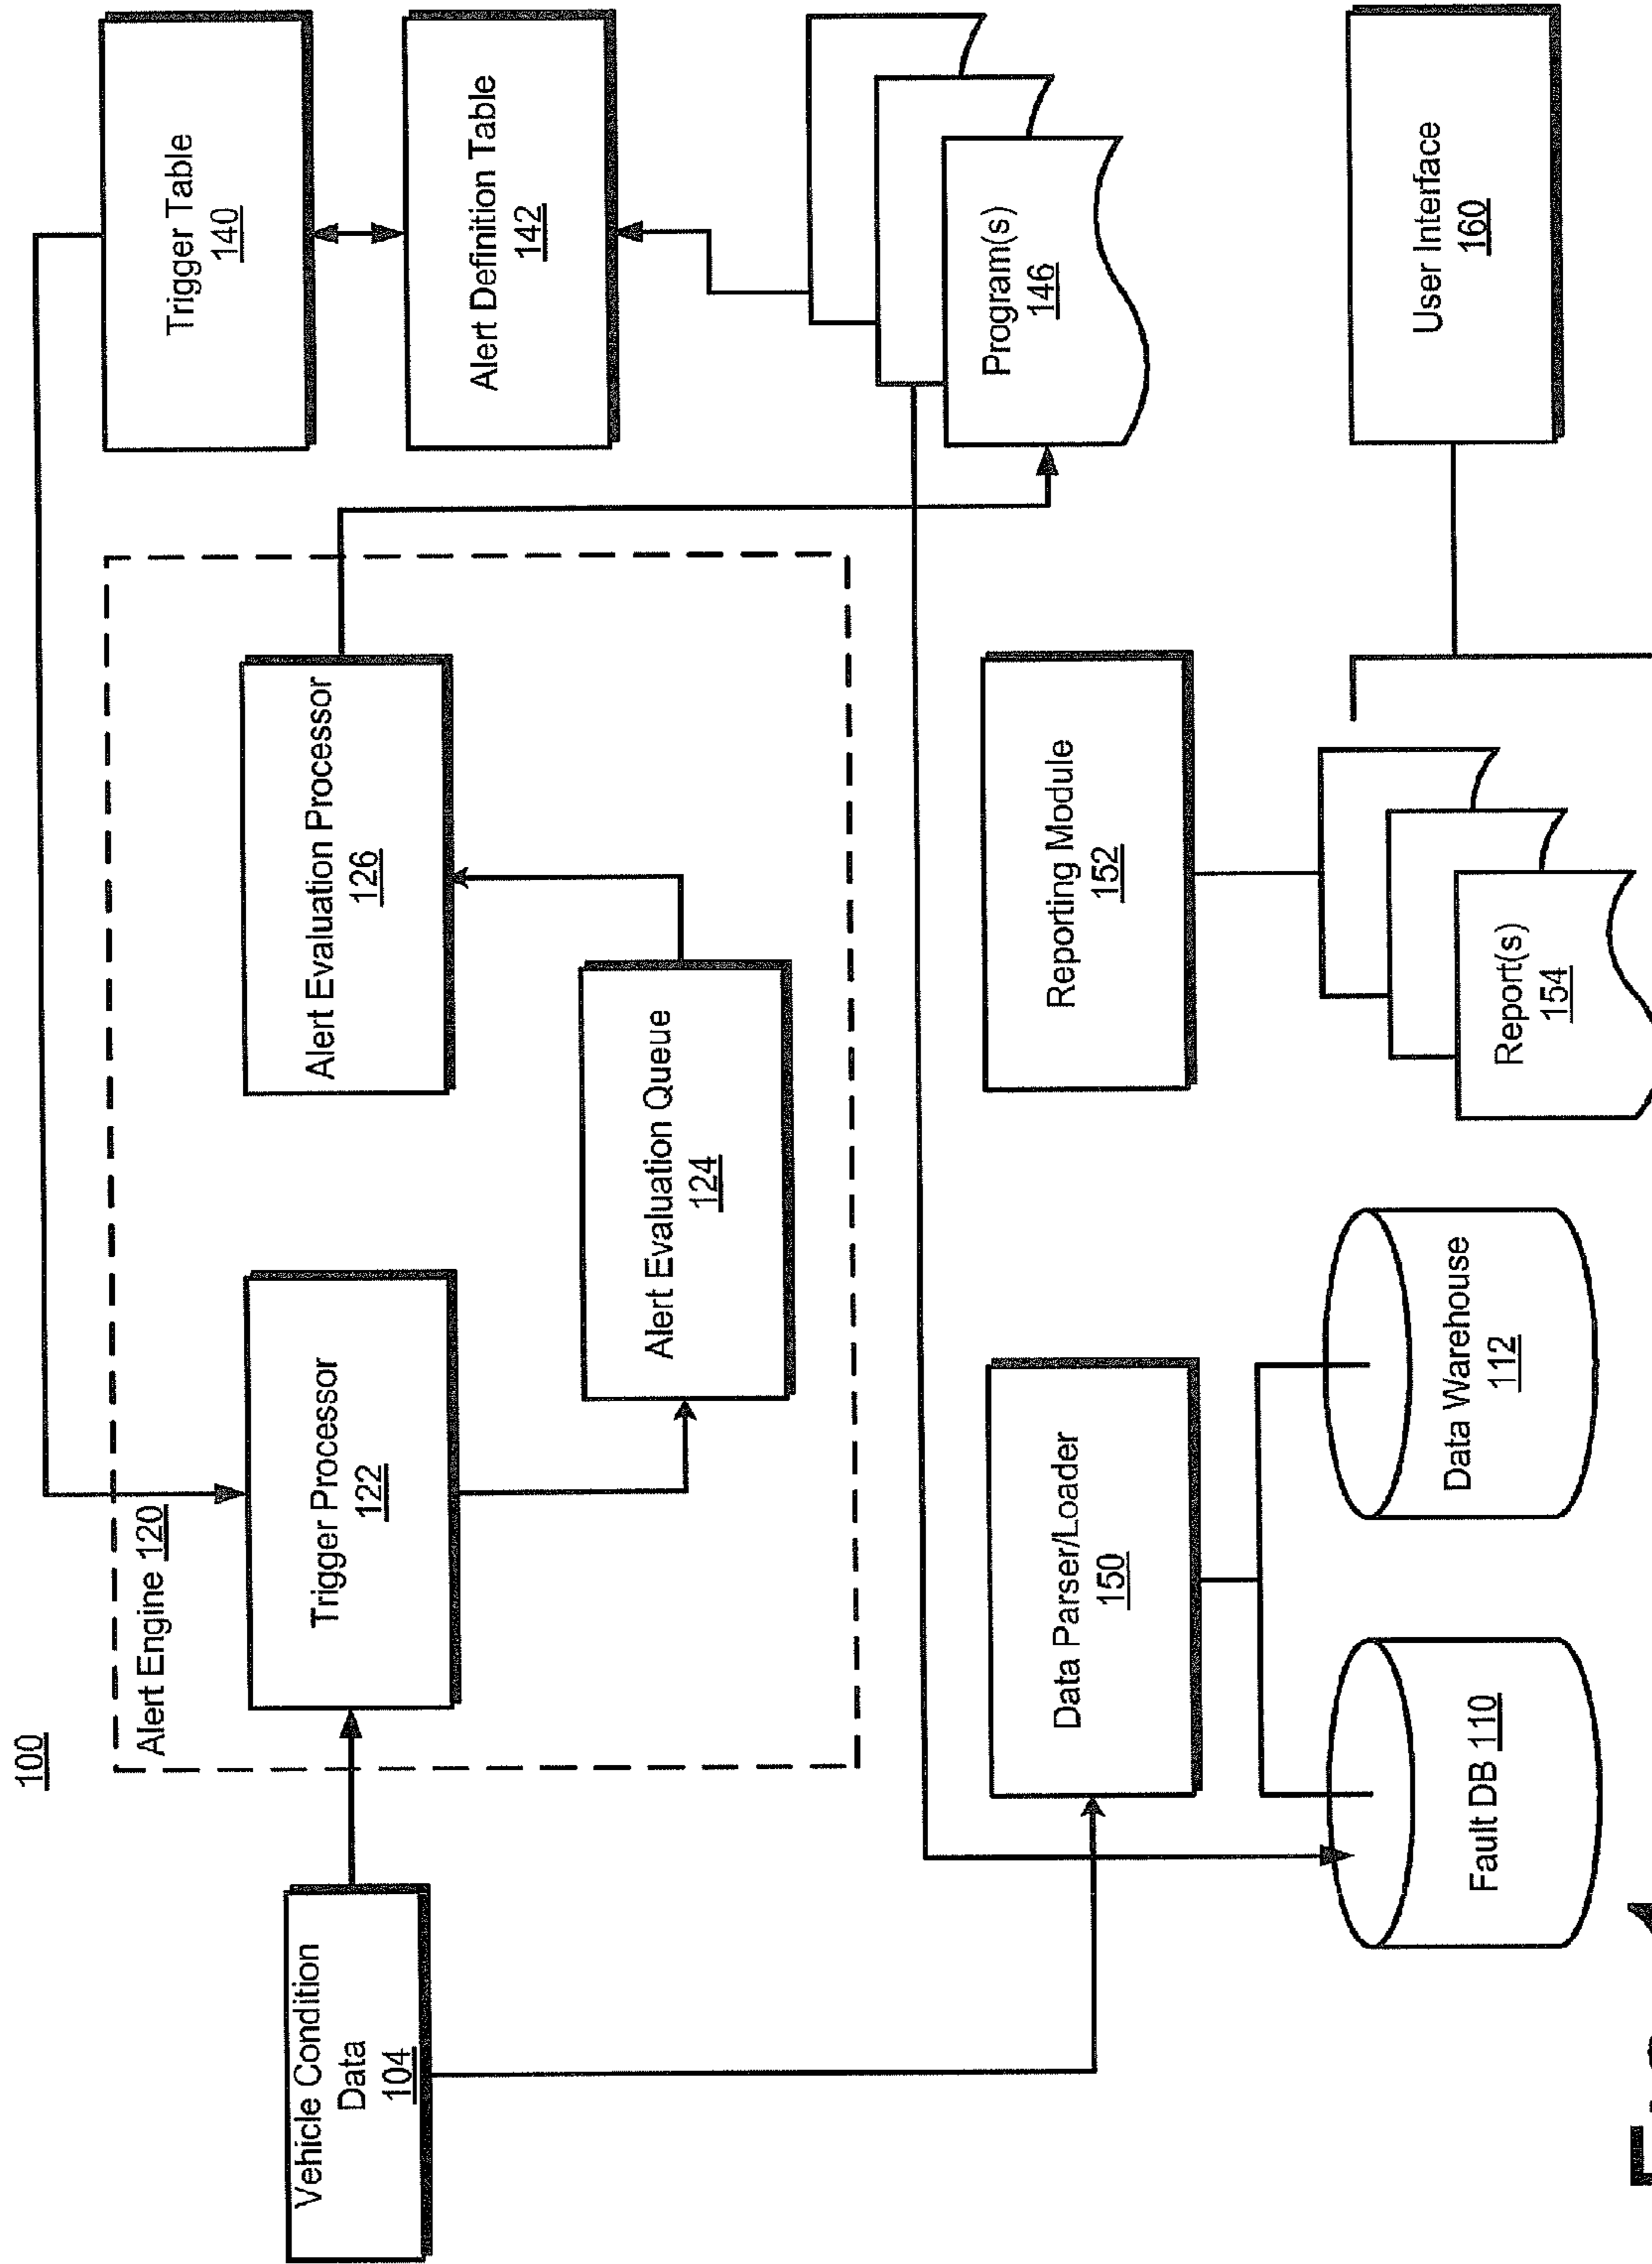 100
Vehicle Condition
Data
104
Alert Engine 120
Trigger Processor
122
Alert Evaluation Queue
124
Alert Evaluation Processor
126
Trigger Table
140
Alert Definition Table
142
Program(s)
146
Data Parser/Loader
150
Fault DB 110
Data Warehouse
112
Reporting Module
152
Report(s)
154
User Interface
160